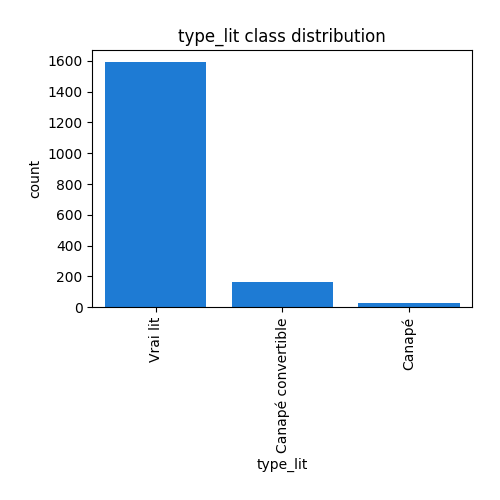 type_lit class distribution
count
1600
1400
1200
1000
800
600
400
200
0
Vrai lit
Canapé convertible
Canapé
type_lit